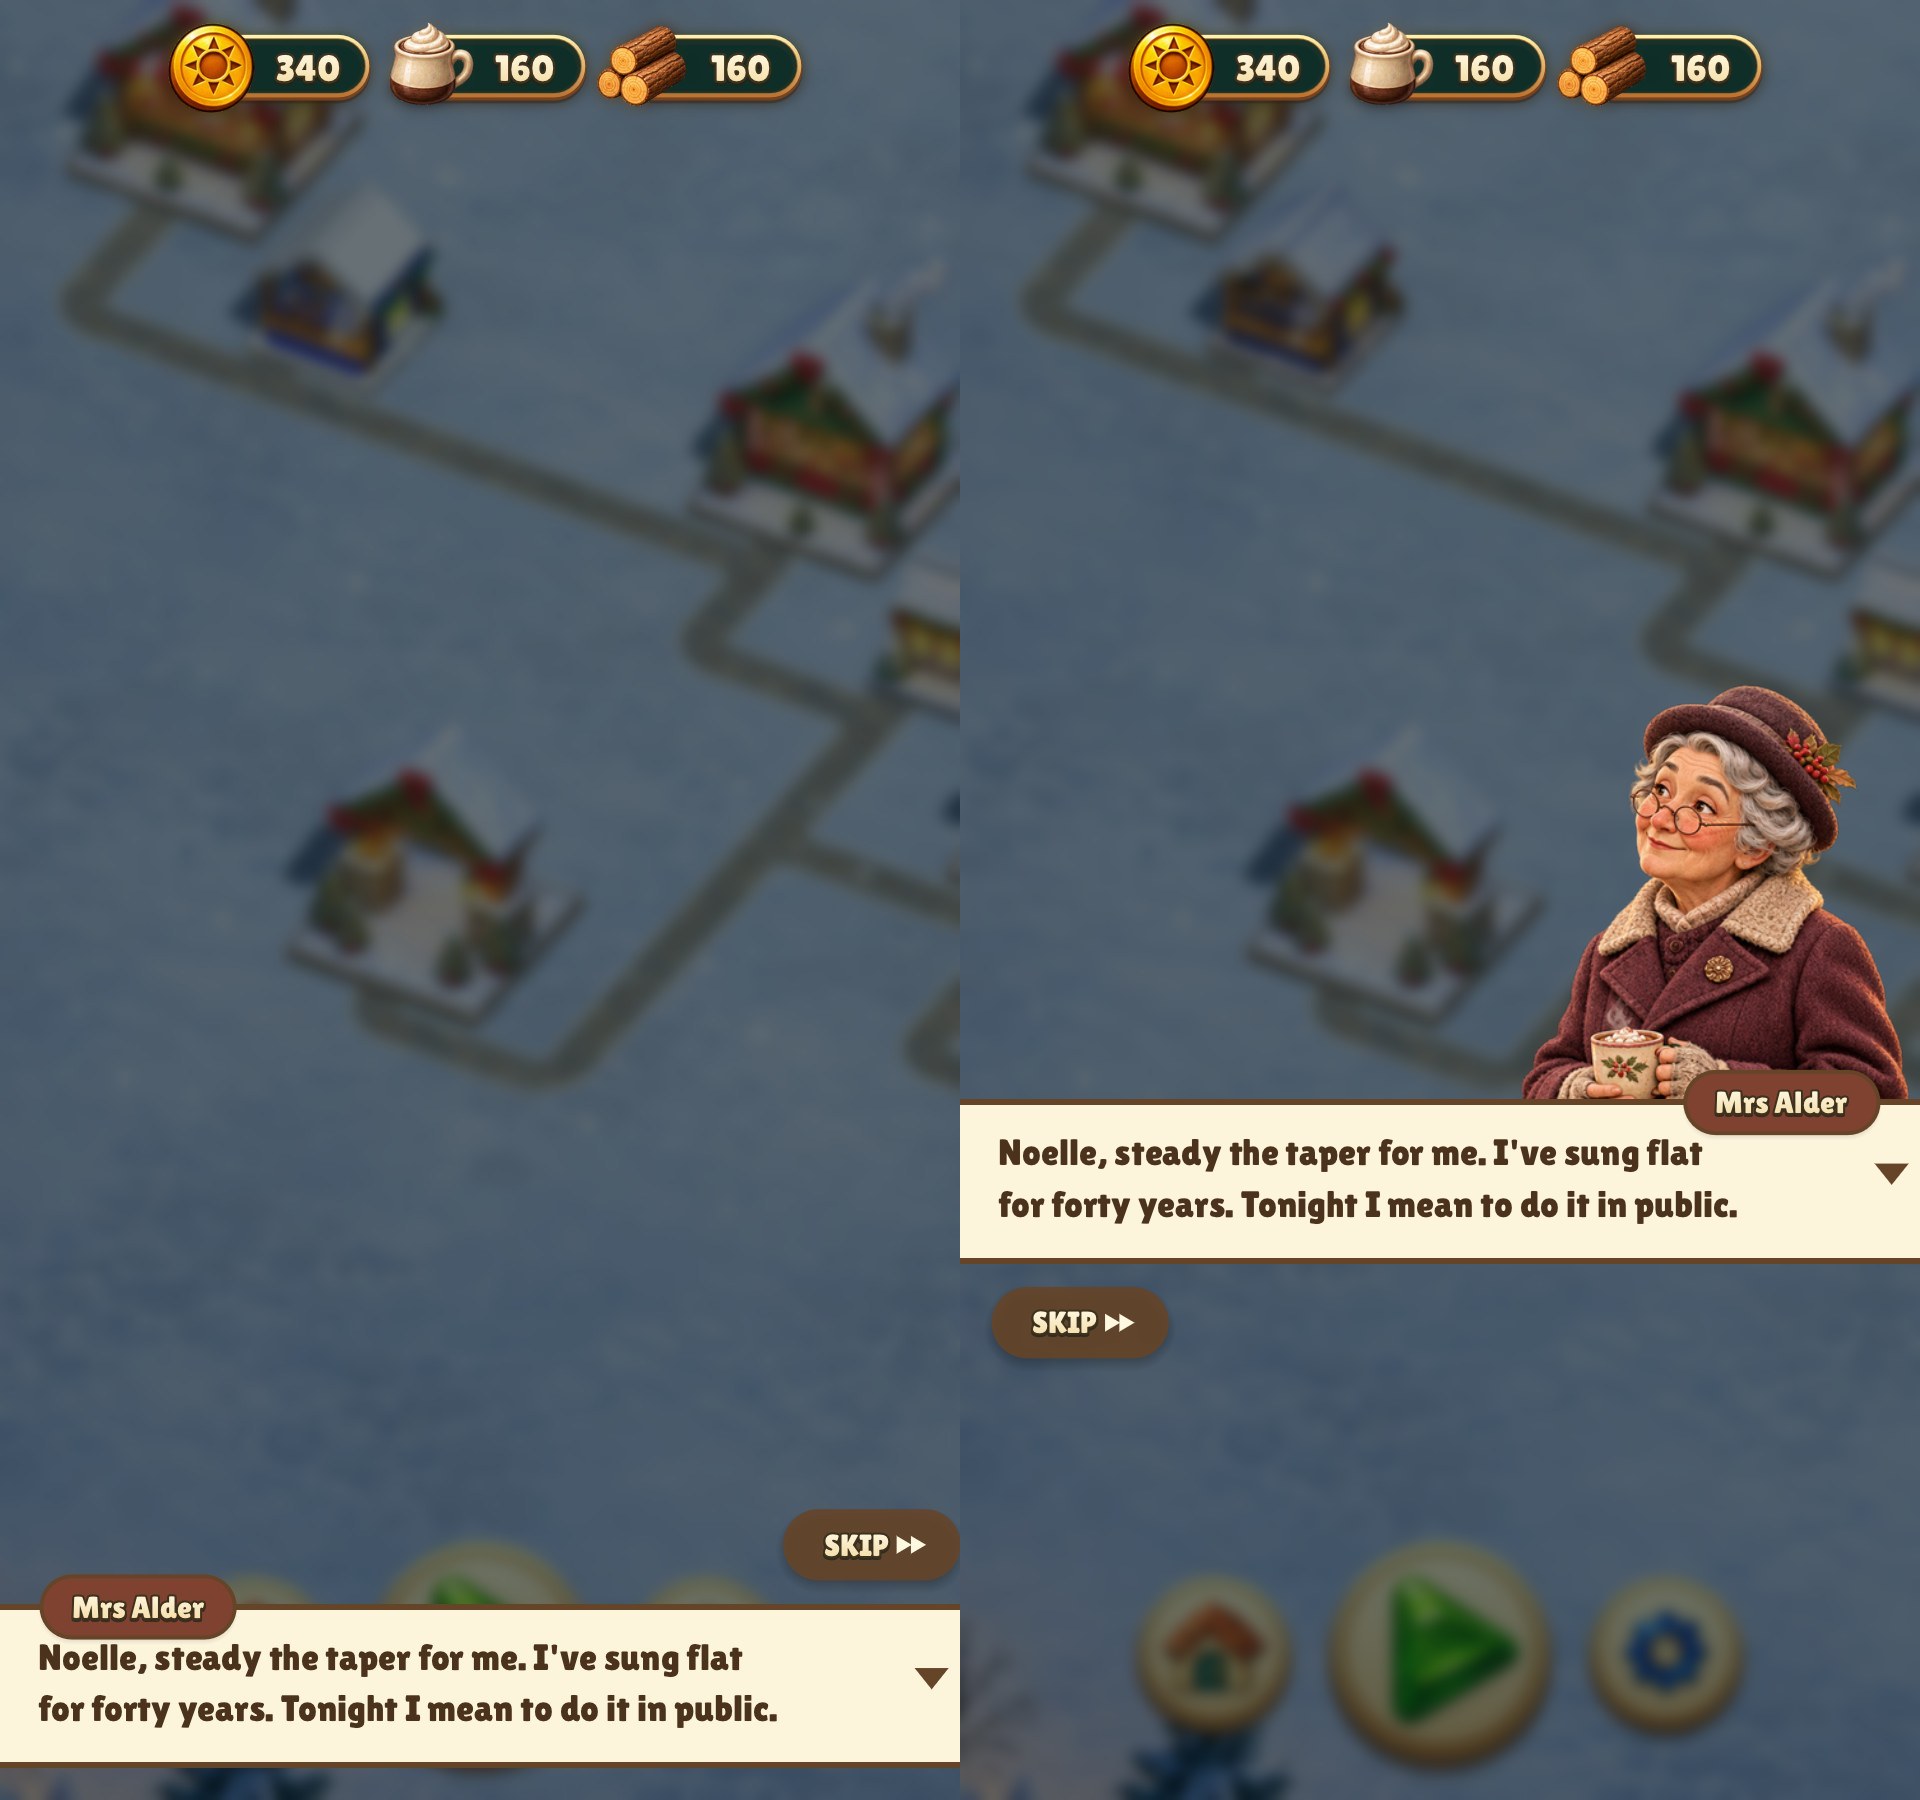 340 160 160
SKIP
Mrs Alder
Noelle, steady the taper for me. I've sung flat
for forty years. Tonight I mean to do it in public.
340 160 160
Mrs Alder
Noelle, steady the taper for me. I've sung flat
for forty years. Tonight I mean to do it in public.
SKIP